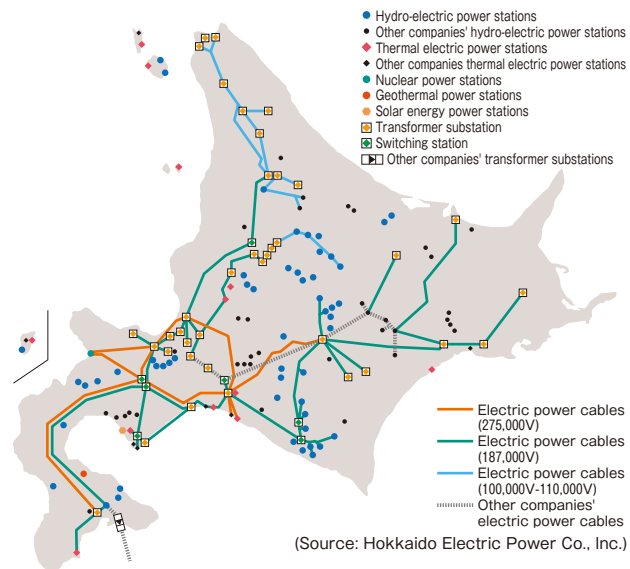 Hydro-electric power stations
Other companies' hydro-electric power stations
Thermal electric power stations
Other companies thermal electric power stations
Nuclear power stations
Geothermal power stations
Solar energy power stations
Transformer substation
Switching station
Other companies' transformer substations
Electric power cables
(275,000V)
Electric power cables
(187,000V)
Electric power cables
(100,000V-110,000V)
Other companies'
electric power cables
(Source: Hokkaido Electric Power Co., Inc.)